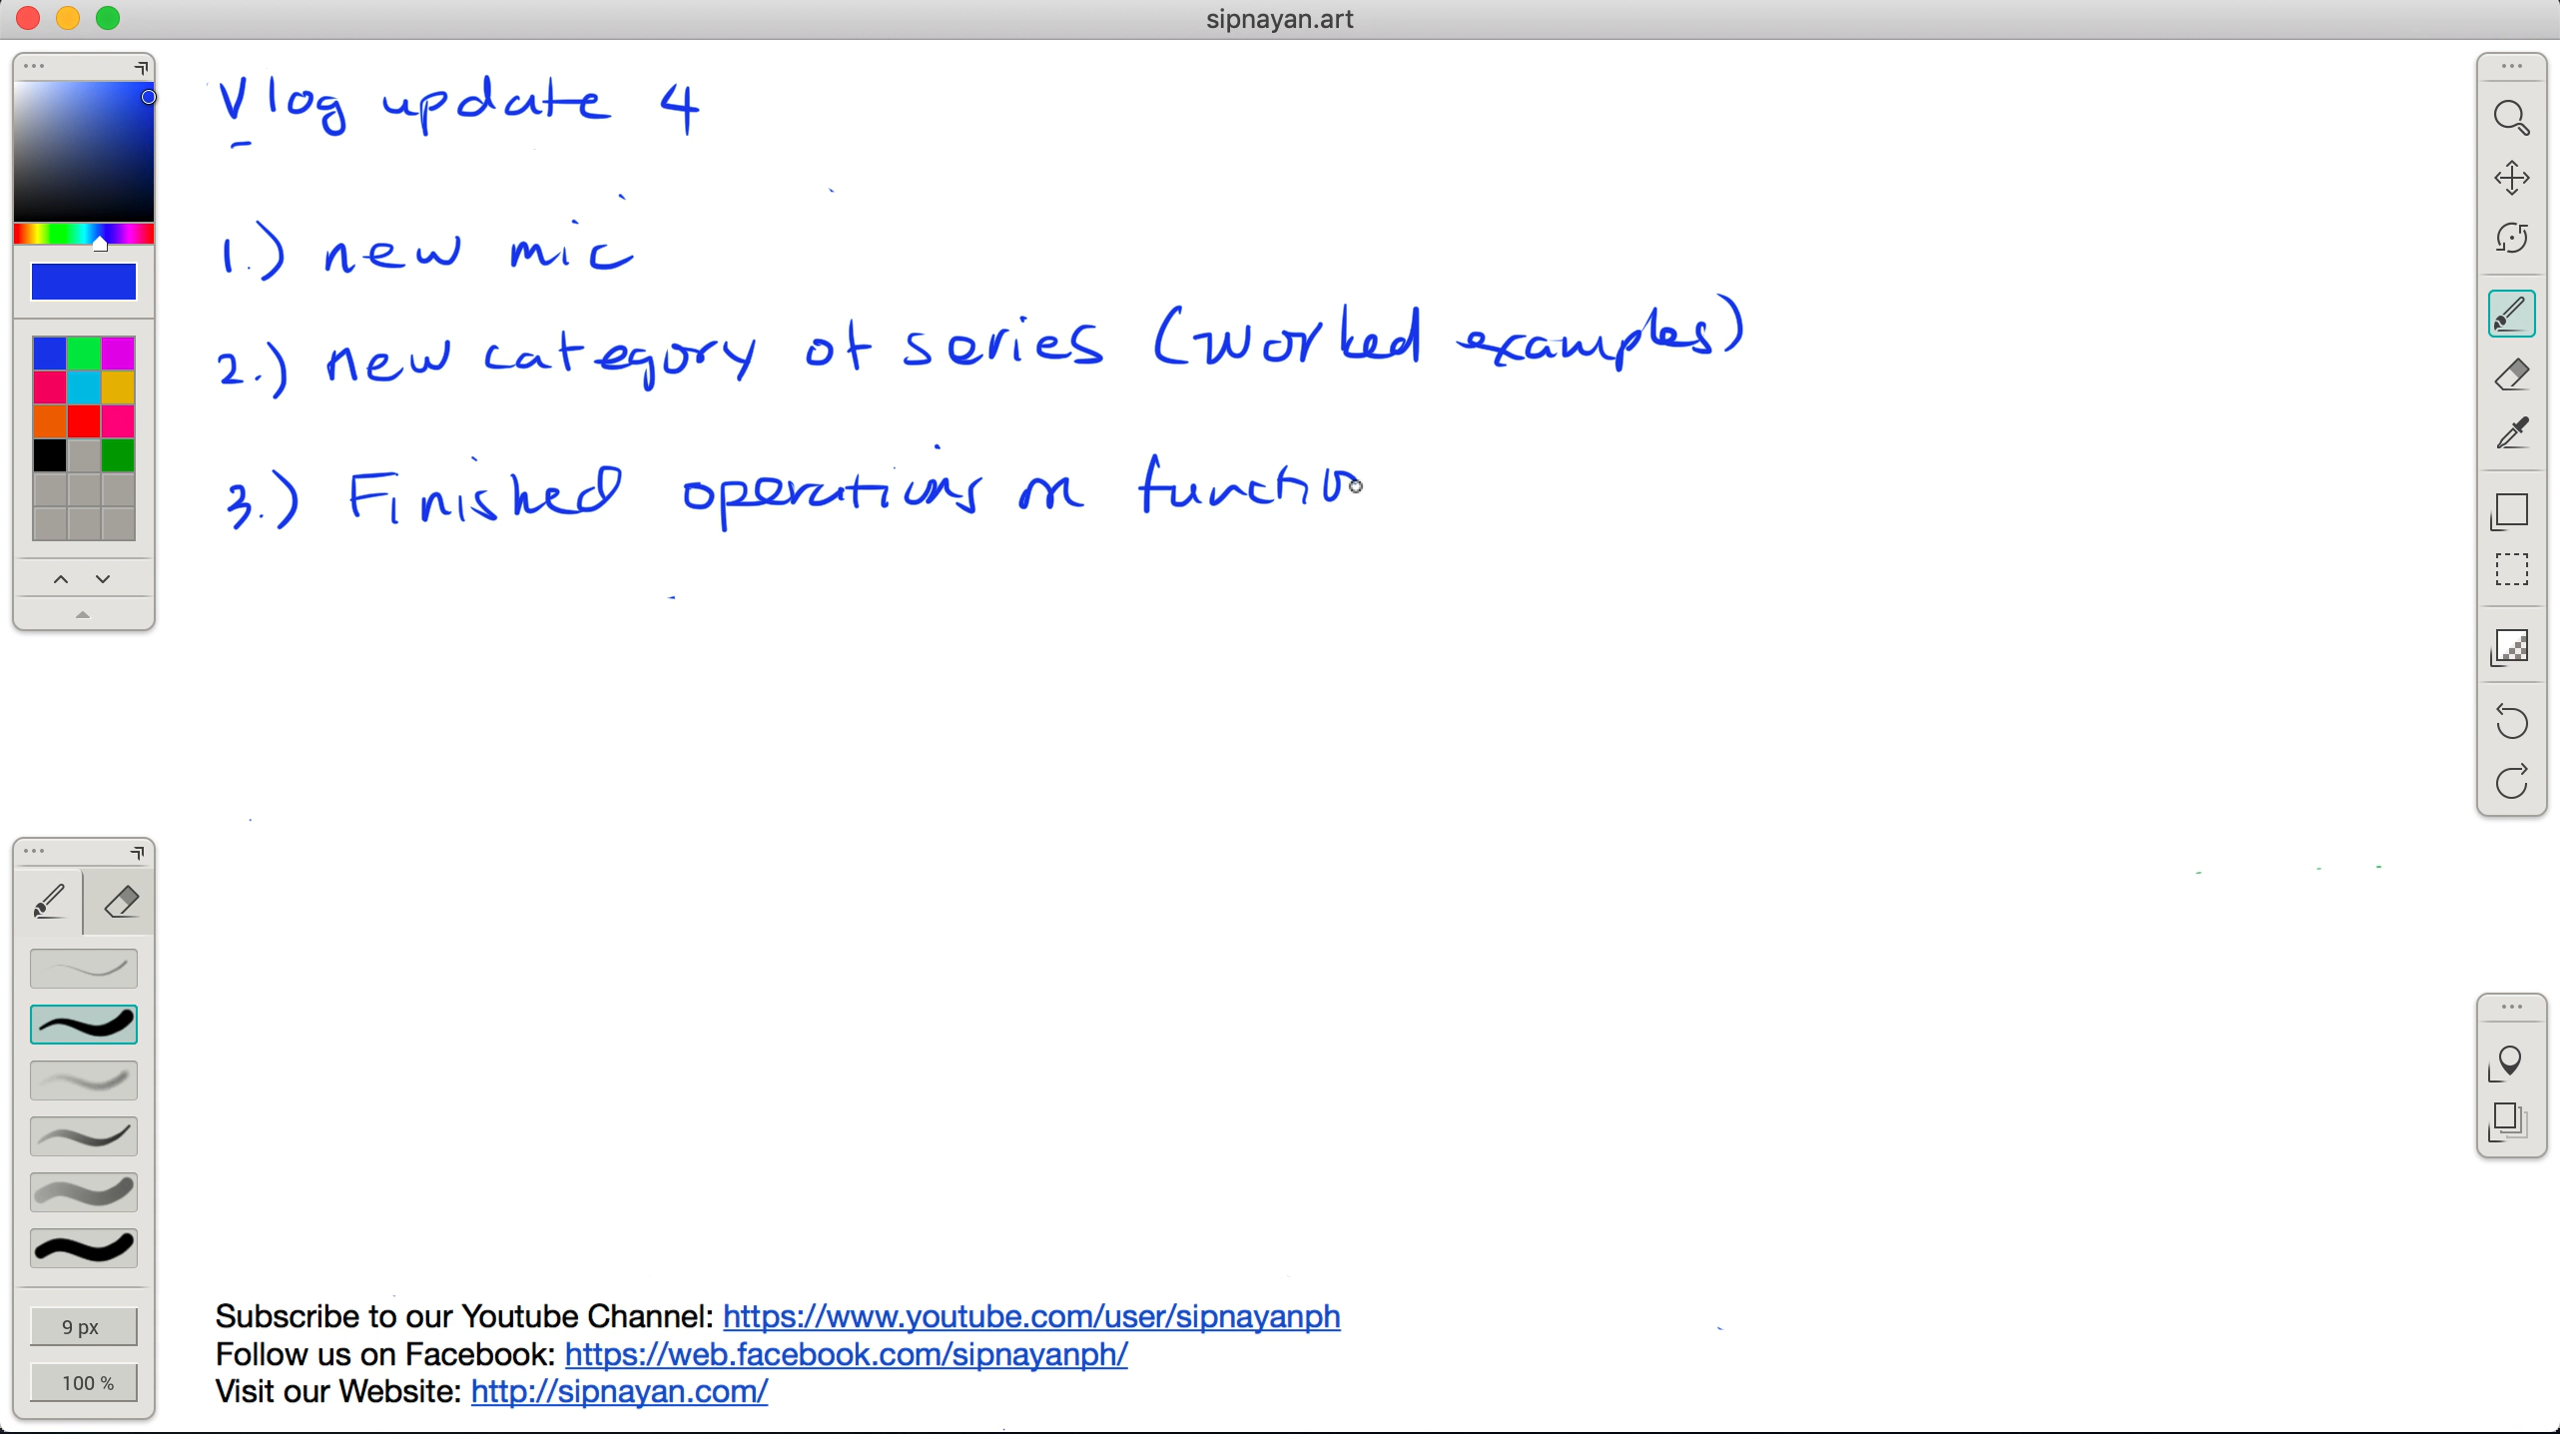 sipnayan.art
Vlog update 4
1.) new mic
2.) new category of series (worked examples)
3.) Finished operations on functio
9 px
100 %
Subscribe to our Youtube Channel: https://www.youtube.com/user/sipnayanph
Follow us on Facebook: https://web.facebook.com/sipnayanph/
Visit our Website: http://sipnayan.com/